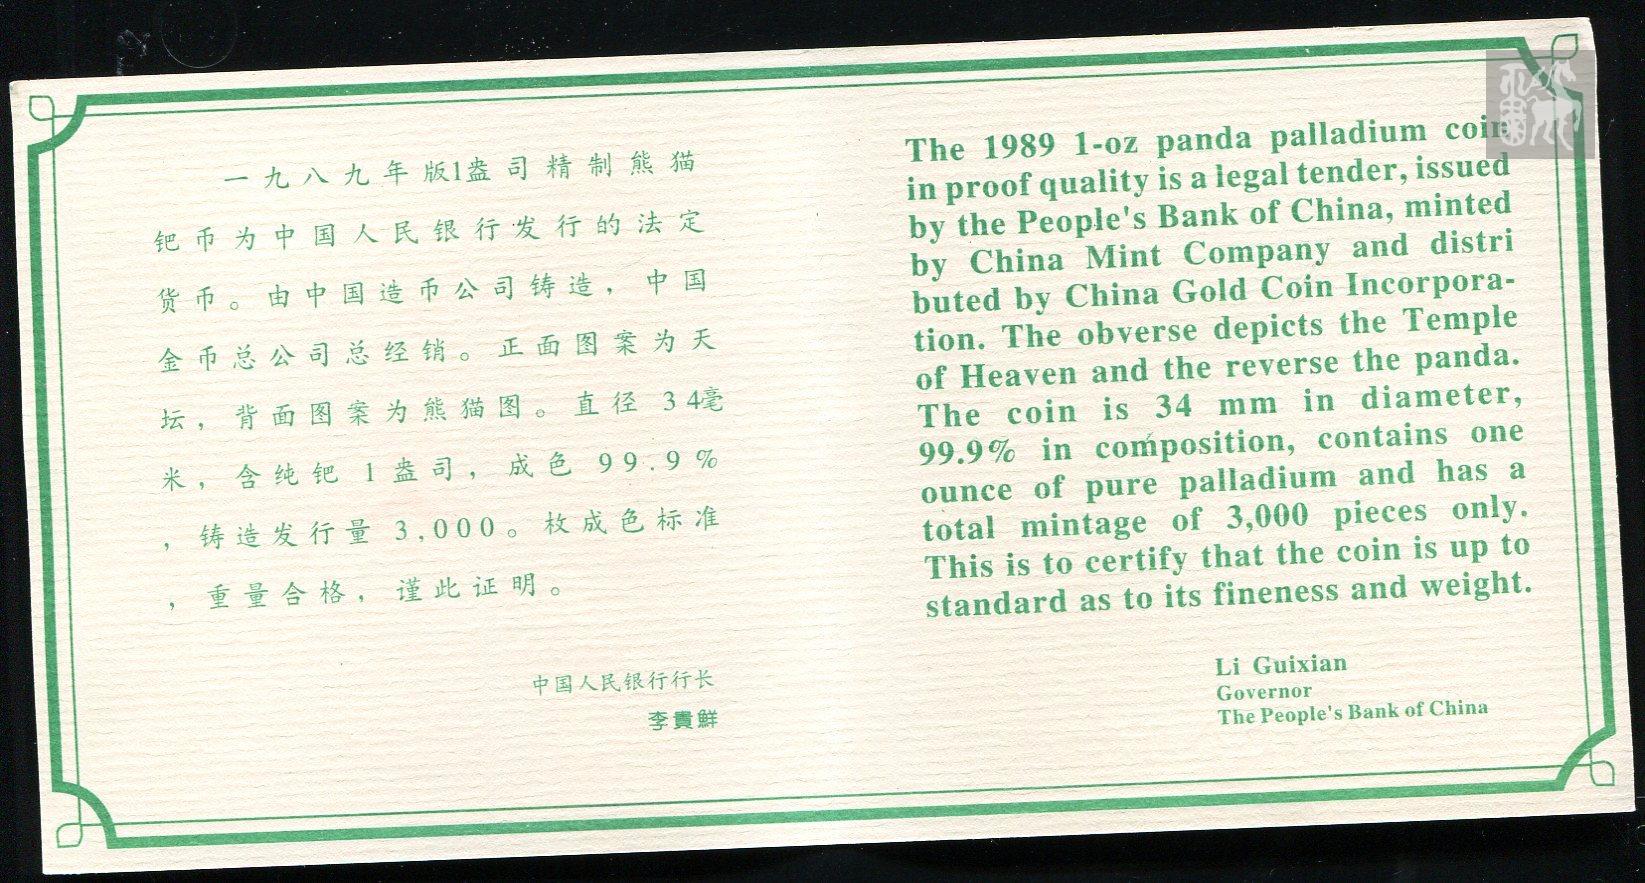 一九八九年版1盎司精制熊猫
钯币为中国人民银行发行的法定
货币。由中国造币公司铸造，中国
金币总公司总经销。正面图案为天
坛，背面图案为熊猫图。直径 34毫
米，含纯钯 1 盎司，成色 99.9%
，铸造发行量 3,000。枚成色标准
，重量合格，谨此证明。
中国人民银行行长
李貴鮮
The 1989 1-oz panda palladium coin
in proof quality is a legal tender, issued
by the People's Bank of China, minted
by China Mint Company and distri
buted by China Gold Coin Incorpora-
tion. The obverse depicts the Temple
of Heaven and the reverse the panda.
The coin is 34 mm in diameter,
99.9% in composition, contains one
ounce of pure palladium and has a
total mintage of 3,000 pieces only.
This is to certify that the coin is up to
standard as to its fineness and weight.
Li Guixian
Governor
The People's Bank of China